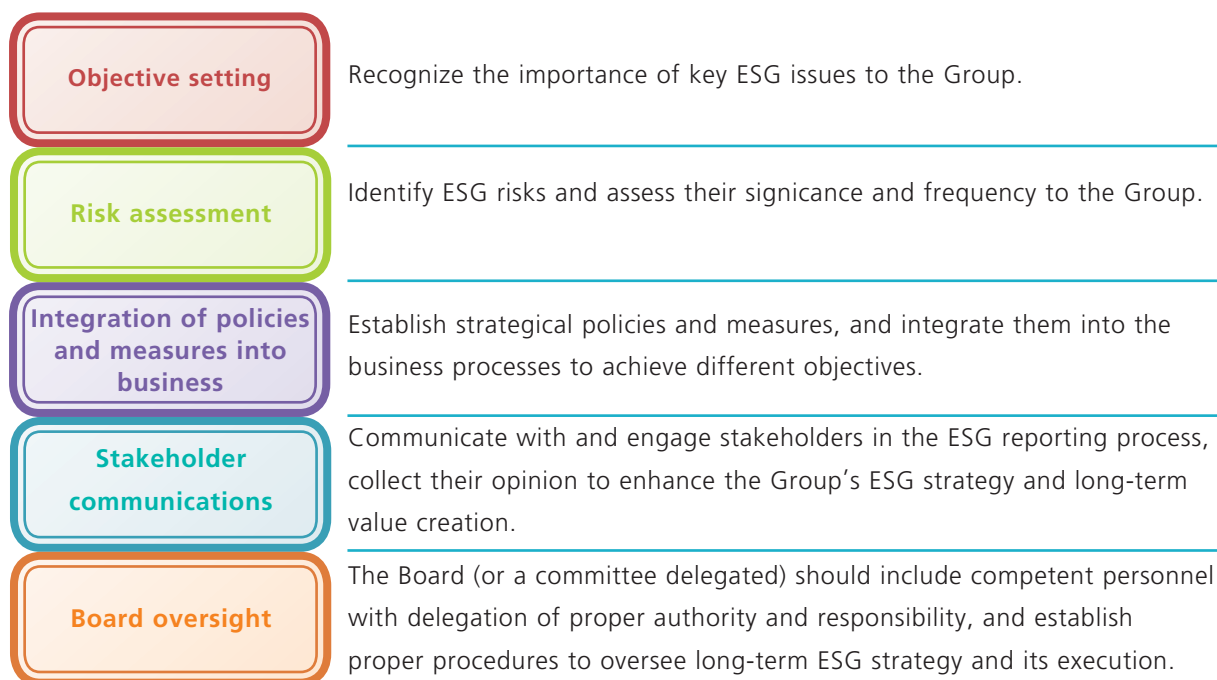 Objective setting
Recognize the importance of key ESG issues to the Group.
Risk assessment
Identify ESG risks and assess their signicance and frequency to the Group.
Integration of policies
and measures into
business
Establish strategical policies and measures, and integrate them into the
business processes to achieve different objectives.
Stakeholder
communications
Communicate with and engage stakeholders in the ESG reporting process,
collect their opinion to enhance the Group’s ESG strategy and long-term
value creation.
Board oversight
The Board (or a committee delegated) should include competent personnel
with delegation of proper authority and responsibility, and establish
proper procedures to oversee long-term ESG strategy and its execution.